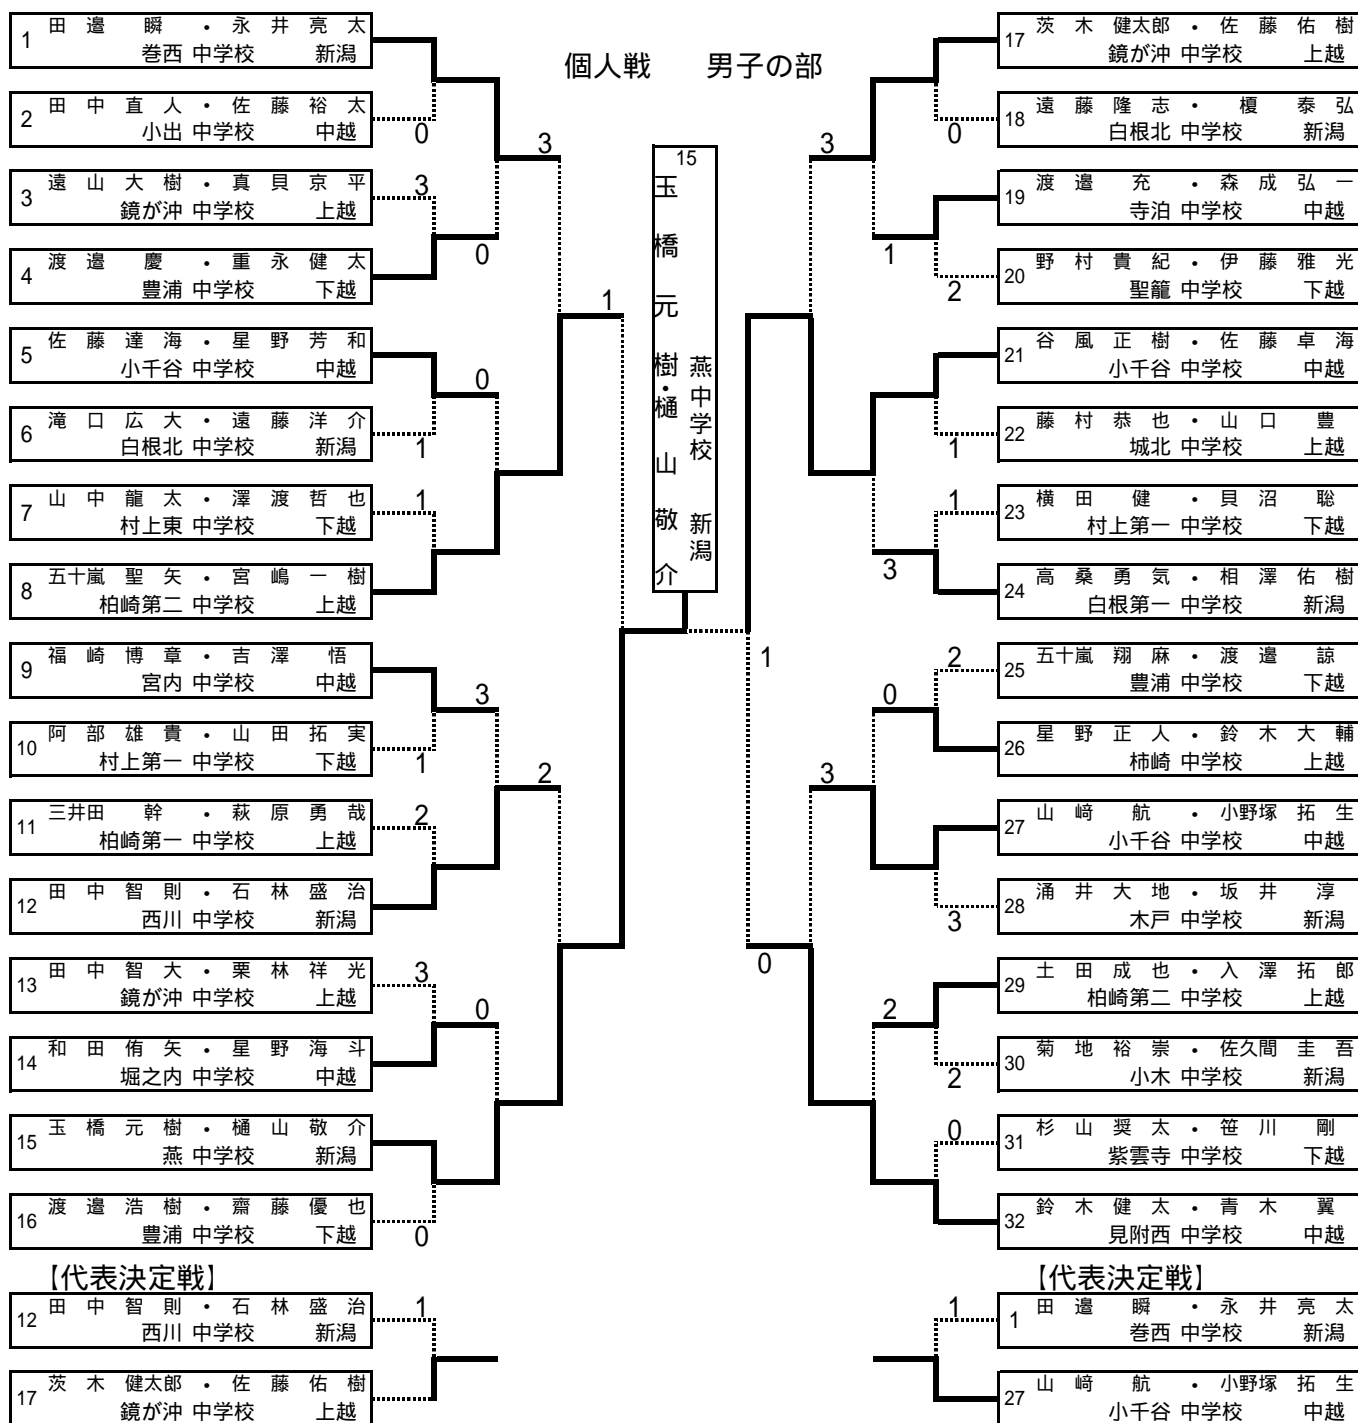 個人戦 男子の部
1 田邉瞬・永井亮太
巻西 中学校 新潟
2 田中直人・佐藤裕太
小出 中学校 中越
0
3 遠山大樹・真貝京平
鏡が沖 中学校 上越
3
4 渡邉慶・重永健太
豊浦 中学校 下越
0
3
5 佐藤達海・星野芳和
小千谷 中学校 中越
0
6 滝口広大・遠藤洋介
白根北 中学校 新潟
1
7 山中龍太・澤渡哲也
村上東 中学校 下越
1
8 五十嵐聖矢・宮嶋一樹
柏崎第二 中学校 上越
1
9 福崎博章・吉澤悟
宮内 中学校 中越
3
10 阿部雄貴・山田拓実
村上第一 中学校 下越
1
11 三井田幹・萩原勇哉
柏崎第一 中学校 上越
2
12 田中智則・石林盛治
西川 中学校 新潟
2
13 田中智大・栗林祥光
鏡が沖 中学校 上越
3
0
14 和田侑矢・星野海斗
堀之内 中学校 中越
15 玉橋元樹・樋山敬介
燕 中学校 新潟
16 渡邉浩樹・齋藤優也
豊浦 中学校 下越
0
15
玉橋元樹・樋山敬介
燕中学校 新潟
17 茨木健太郎・佐藤佑樹
鏡が沖 中学校 上越
18 遠藤隆志・榎泰弘
白根北 中学校 新潟
0
3
19 渡邉充・森成弘一
寺泊 中学校 中越
1
20 野村貴紀・伊藤雅光
聖籠 中学校 下越
2
21 谷風正樹・佐藤卓海
小千谷 中学校 中越
22 藤村恭也・山口豊
城北 中学校 上越
1
23 横田健・貝沼聡
村上第一 中学校 下越
1
24 高桑勇気・相澤佑樹
白根第一 中学校 新潟
3
1
25 五十嵐翔麻・渡邉諒
豊浦 中学校 下越
2
0
26 星野正人・鈴木大輔
柿崎 中学校 上越
3
27 山﨑航・小野塚拓生
小千谷 中学校 中越
28 涌井大地・坂井淳
木戸 中学校 新潟
3
0
29 土田成也・入澤拓郎
柏崎第二 中学校 上越
2
30 菊地裕崇・佐久間圭吾
小木 中学校 新潟
2
31 杉山奨太・笹川剛
紫雲寺 中学校 下越
0
32 鈴木健太・青木翼
見附西 中学校 中越
【代表決定戦】
12 田中智則・石林盛治
西川 中学校 新潟
1
17 茨木健太郎・佐藤佑樹
鏡が沖 中学校 上越
【代表決定戦】
1 田邉瞬・永井亮太
巻西 中学校 新潟
1
27 山﨑航・小野塚拓生
小千谷 中学校 中越